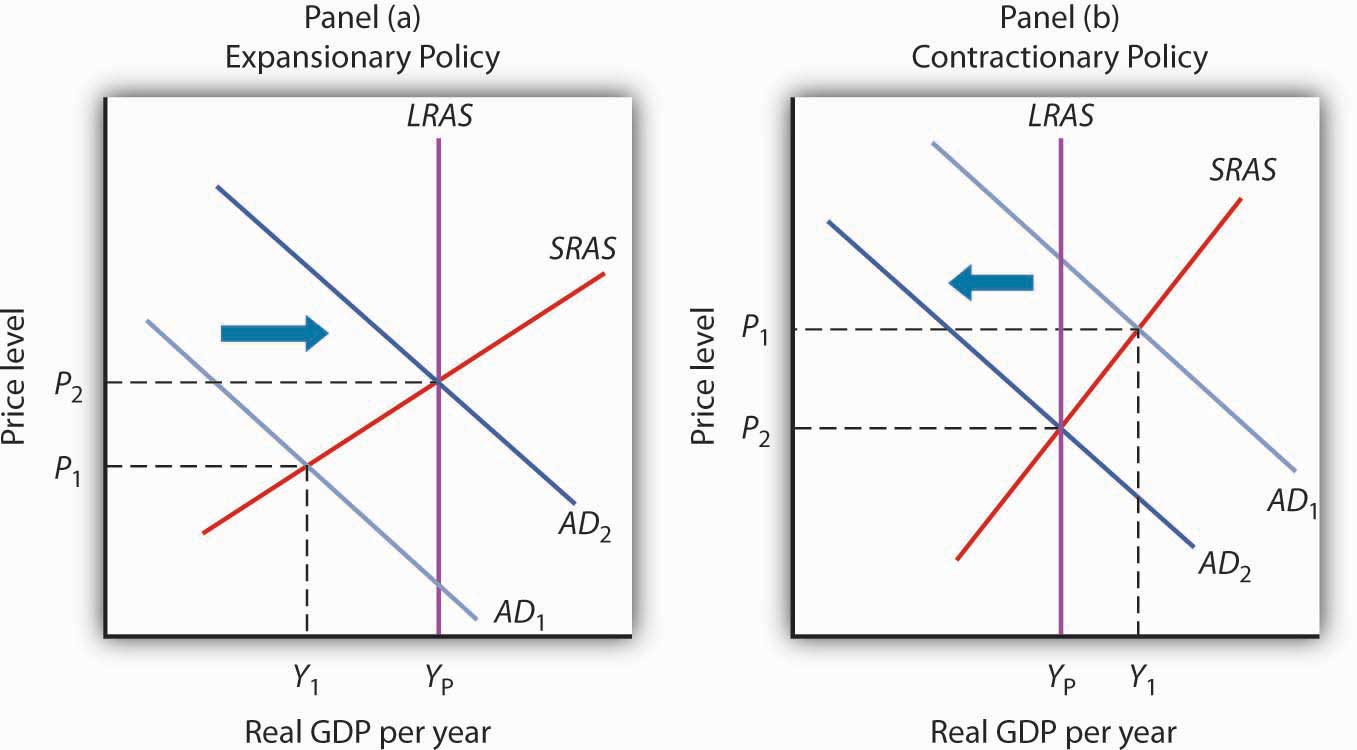 Panel (a)
Expansionary Policy
LRAS
SRAS
P2
P1
AD2
AD1
Y1
YP
Price level
Real GDP per year
Panel (b)
Contractionary Policy
LRAS
SRAS
P1
P2
AD1
AD2
YP
Y1
Price level
Real GDP per year